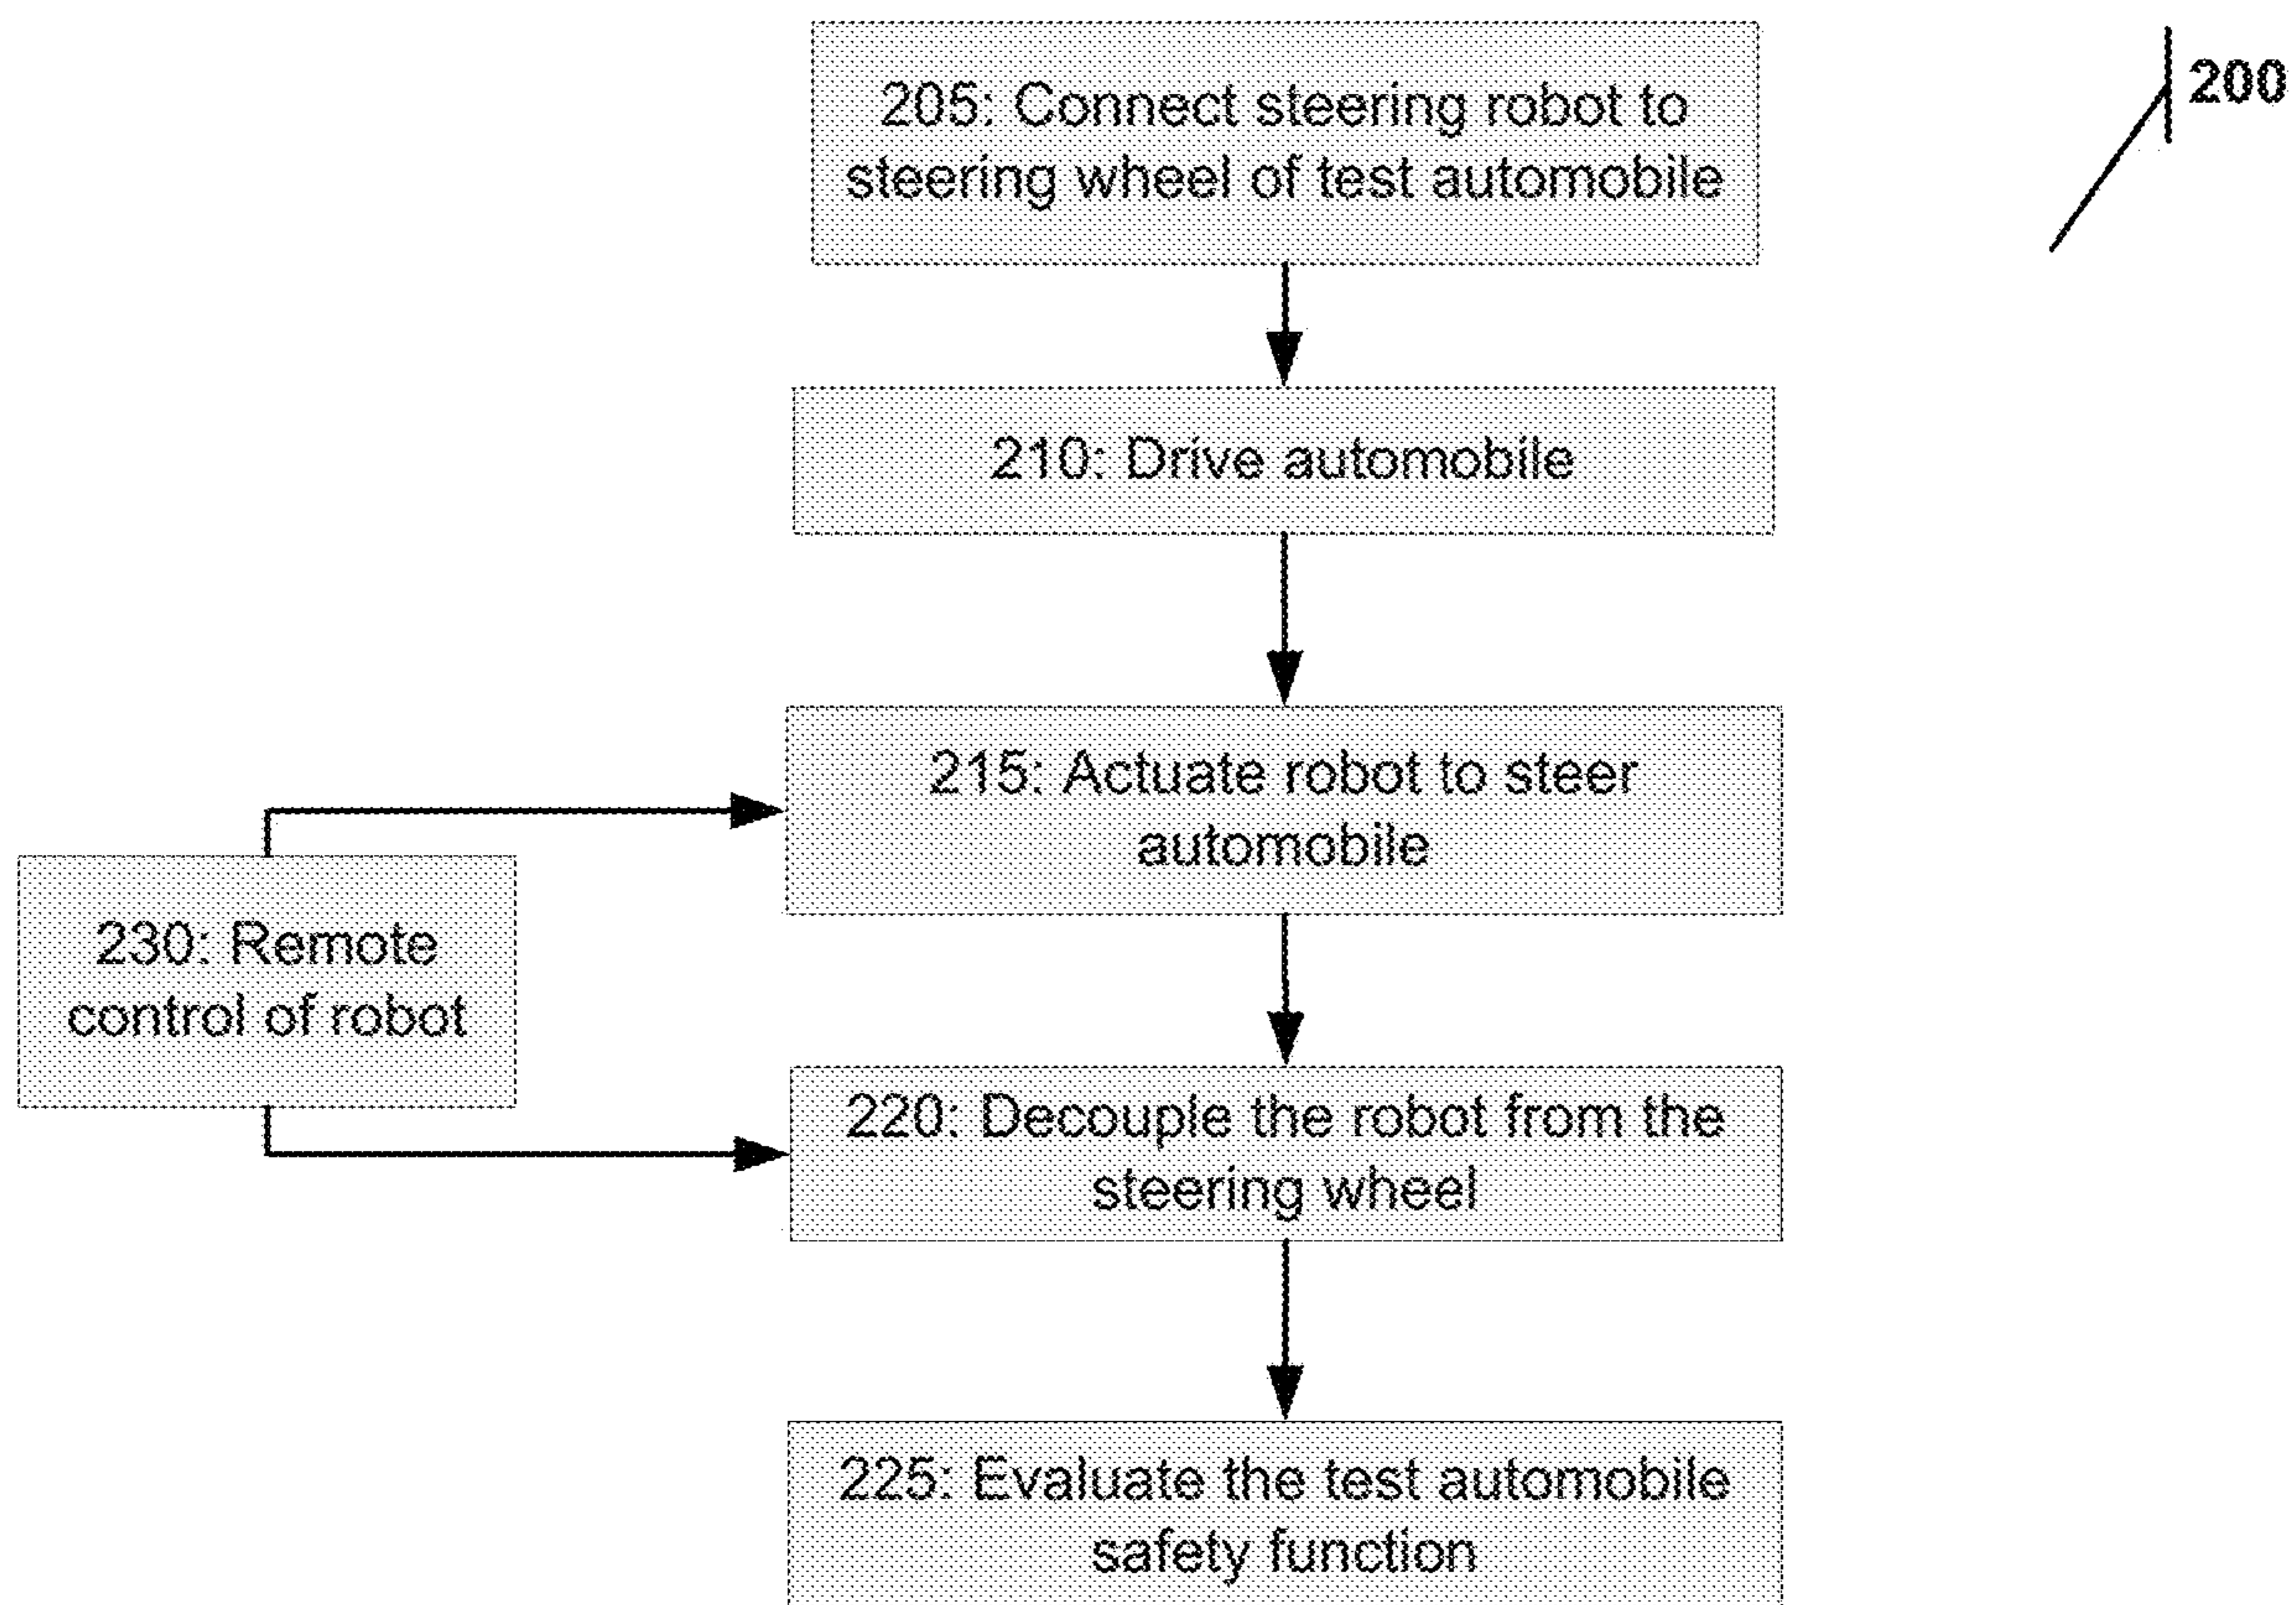 200
205: Connect steering robot to
steering wheel of test automobile
210: Drive automobile
215: Actuate robot to steer
automobile
230: Remote
control of robot
220: Decouple the robot from the
steering wheel
225: Evaluate the test automobile
safety function